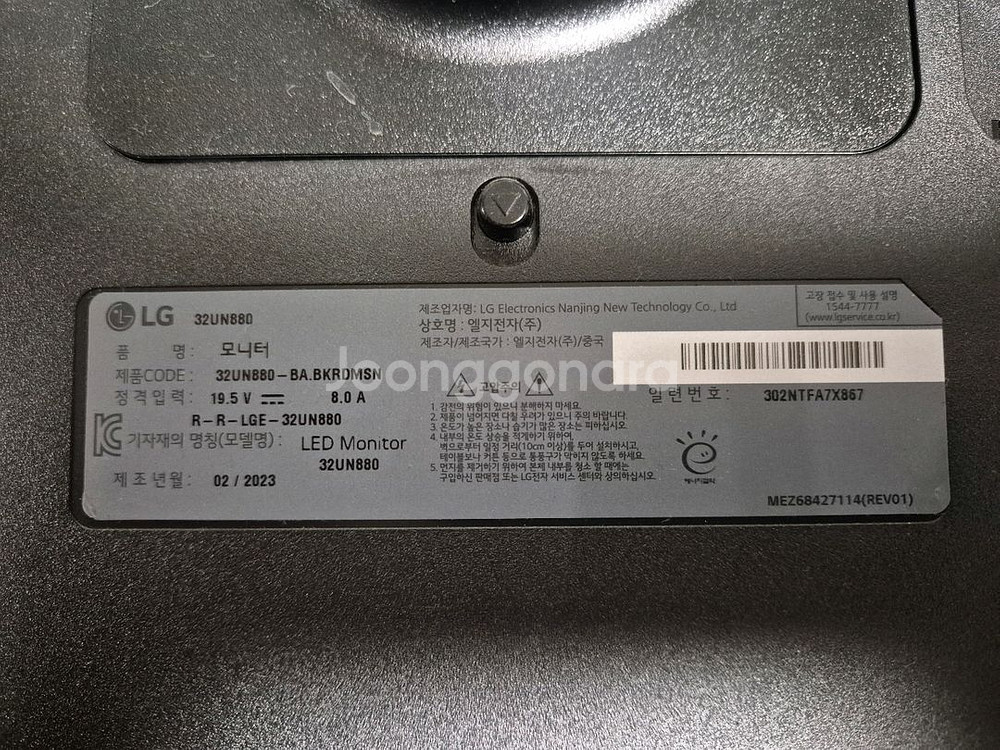 LG 32UN880
품 명: 모니터
제품CODE : 32UN880-BA.BKRDMSN
정격입력: 19.5 V 8.0 A
R-R-LGE-32UN880
기자재의 명칭(모델명): LED Monitor
32UN880
제 조 년 월: 02 / 2023
제조업자명: LG Electronics Nanjing New Technology Co., Ltd
상호명 : 엘지전자(주)
제조자/제조국가 : 엘지전자(주)/중국
고압주의
1. 감전의 위험이 있으니 분해하지 마세요.
2. 제품이 넘어지면 다칠 우려가 있으니 주의 바랍니다.
3. 온도가 높은 장소나 습기가 많은 장소는 피하십시오.
4. 내부의 온도 상승을 적게하기 위하여,
벽으로부터 일정 거리(10cm 이상)를 두어 설치하시고,
테이블보나 커튼 등으로 통풍구가 막히지 않도록 하세요.
5. 먼지를 제거하기 위하여 본체 내부를 청소 할 때에는
구입하신 판매점 또는 LG전자 서비스 센터와 상의하십시오.
고장 접수 및 사용 설명
1544-7777
(www.lgservice.co.kr)
일련번호: 302NTFA7X867
에너지절약
MEZ68427114(REV01)
Joonggonara